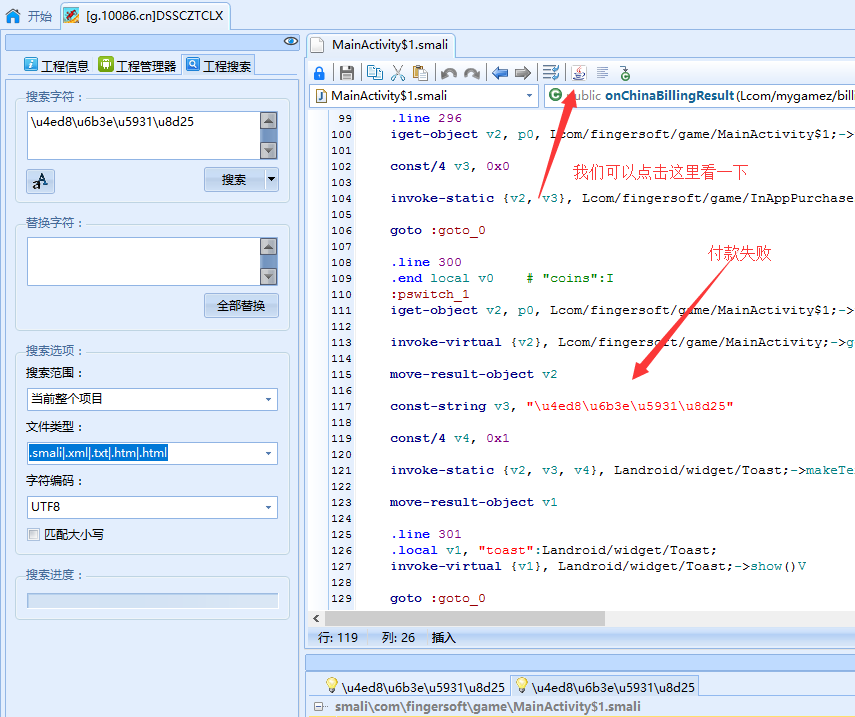 开始
[g.10086.cn]DSSCZTCLX
工程信息
工程管理器
工程搜索
搜索字符：
\u4ed8\u6b3e\u5931\u8d25
搜索
替换字符：
全部替换
搜索选项：
搜索范围：
当前整个项目
文件类型：
.smali|.xml|.txt|.htm|.html
字符编码：
UTF8
匹配大小写
搜索进度：
MainActivity$1.smali
MainActivity$1.smali
public onChinaBillingResult(Lcom/mygamez/bill
99 .line 296
100 iget-object v2, p0, Lcom/fingersoft/game/MainActivity$1;->
101
102 const/4 v3, 0x0
103
104 invoke-static {v2, v3}, Lcom/fingersoft/game/InAppPurchase
105
106 goto :goto_0
107
108 .line 300
109 .end local v0 # "coins":I
110 :pswitch_1
111 iget-object v2, p0, Lcom/fingersoft/game/MainActivity$1;->
112
113 invoke-virtual {v2}, Lcom/fingersoft/game/MainActivity;->g
114
115 move-result-object v2
116
117 const-string v3, "\u4ed8\u6b3e\u5931\u8d25"
118
119 const/4 v4, 0x1
120
121 invoke-static {v2, v3, v4}, Landroid/widget/Toast;->makeTe
122
123 move-result-object v1
124
125 .line 301
126 .local v1, "toast":Landroid/widget/Toast;
127 invoke-virtual {v1}, Landroid/widget/Toast;->show()V
128
129 goto :goto_0
我们可以点击这里看一下
付款失败
行: 119 列: 26 插入
\u4ed8\u6b3e\u5931\u8d25
\u4ed8\u6b3e\u5931\u8d25
smali\com\fingersoft\game\MainActivity$1.smali